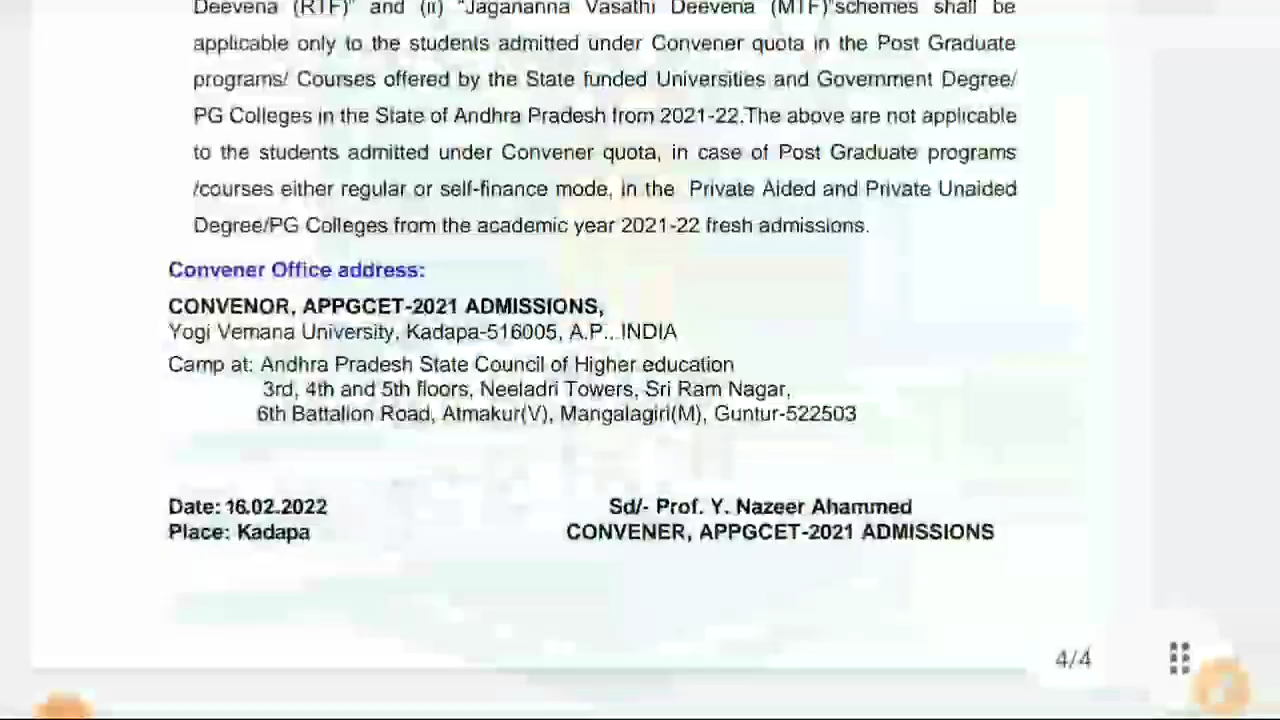 Deevena (RTF)" and (ii) "Jagananna Vasathi Deevena (MTF)"schemes shall be
applicable only to the students admitted under Convener quota in the Post Graduate
programs/ Courses offered by the State funded Universities and Government Degree/
PG Colleges in the State of Andhra Pradesh from 2021-22.The above are not applicable
to the students admitted under Convener quota, in case of Post Graduate programs
/courses either regular or self-finance mode, in the Private Aided and Private Unaided
Degree/PG Colleges from the academic year 2021-22 fresh admissions.
Convener Office address:
CONVENOR, APPGCET-2021 ADMISSIONS,
Yogi Vemana University, Kadapa-516005, A.P...INDIA
Camp at: Andhra Pradesh State Council of Higher education
3rd, 4th and 5th floors, Neeladri Towers, Sri Ram Nagar,
6th Battalion Road, Atmakur(V), Mangalagiri(M), Guntur-522503
Date: 16.02.2022 Sd/- Prof. Y. Nazeer Ahammed
Place: Kadapa CONVENER, APPGCET-2021 ADMISSIONS
4/4